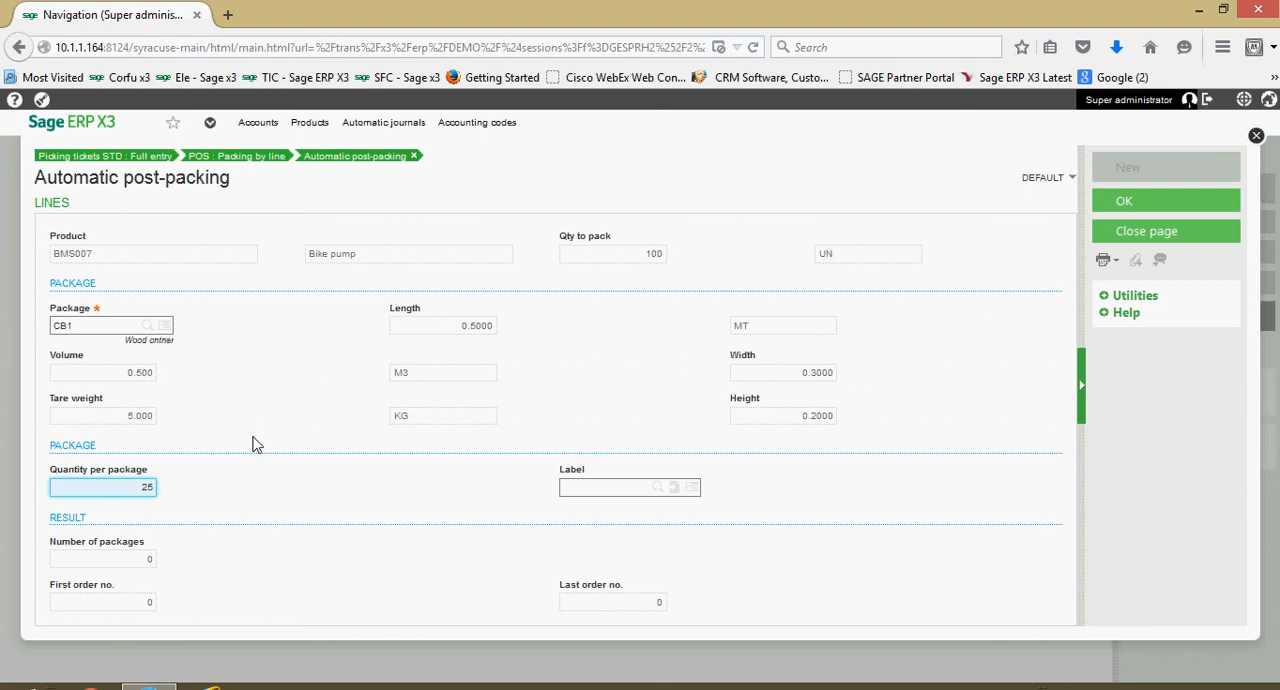 Navigation (Super adminis... × +
10.1.1.164:8124/syracuse-main/html/main.html?url=%2Ftrans%2Fx3%2Ferp%2FDEMO%2F%24sessions%3Ff%3DGESPRH2%252F2%2
Search
Most Visited
Corfu x3
Ele - Sage x3
TIC - Sage ERP X3
SFC - Sage x3
Getting Started
Cisco WebEx Web Con...
CRM Software, Custo...
SAGE Partner Portal
Sage ERP X3 Latest
Google (2)
Super administrator
Sage ERP X3
Accounts
Products
Automatic journals
Accounting codes
Picking tickets STD : Full entry
POS : Packing by line
Automatic post-packing ×
Automatic post-packing
DEFAULT
LINES
Product
Qty to pack
BMS007
Bike pump
100
UN
PACKAGE
Package *
Length
CB1
0.5000
MT
Wood cntner
Volume
Width
0.500
M3
0.3000
Tare weight
Height
5.000
KG
0.2000
PACKAGE
Quantity per package
Label
25
RESULT
Number of packages
0
First order no.
Last order no.
0
0
New
OK
Close page
Utilities
Help